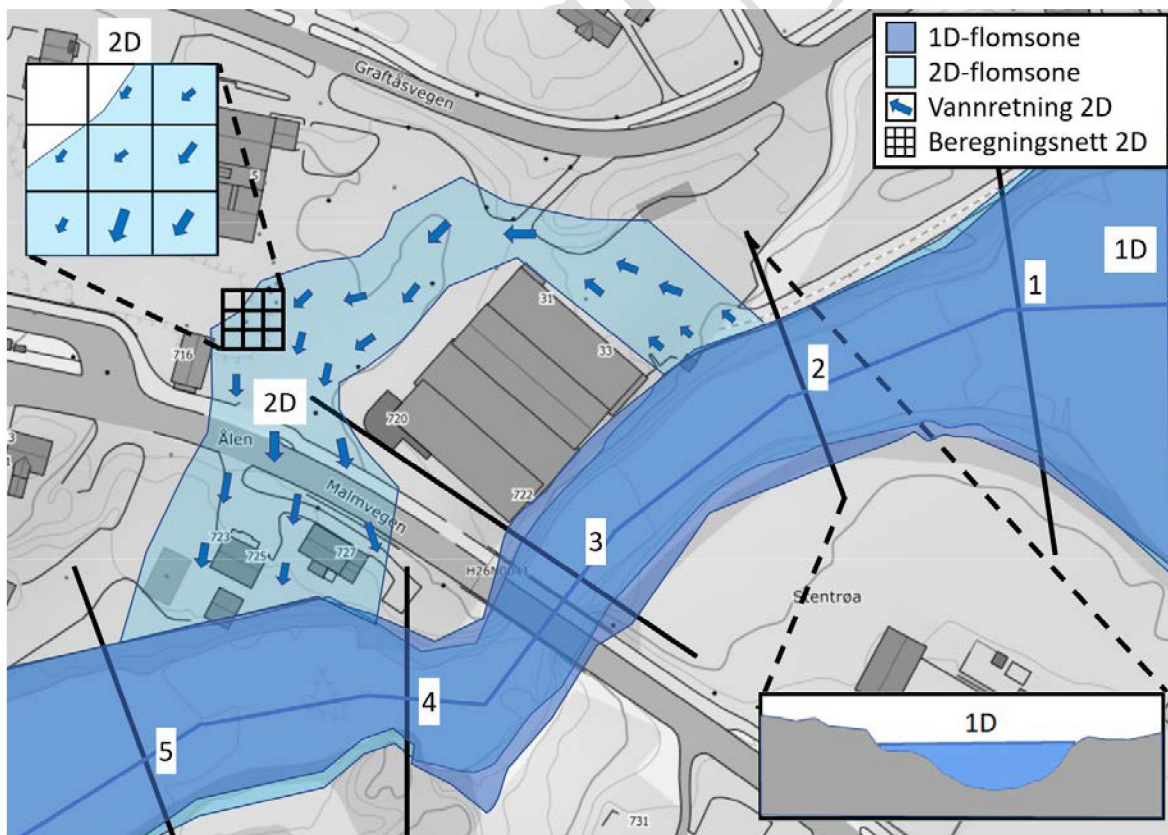 2D
1D-flomsone
2D-flomsone
Vannretning 2D
Beregningsnett 2D
Graftåsvegen
5
1D
1
31
33
2
716
2D
720
Ålen
Malmvegen
722
3
723
725
727
H26N0041
Stentrøa
4
5
1D
731